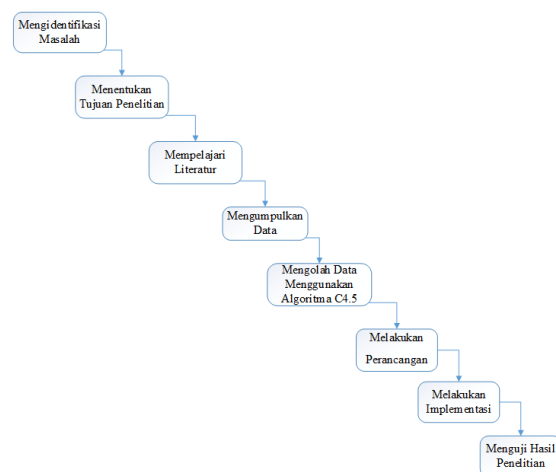 Mengidentifikasi
Masalah
Menentukan
Tujuan Penelitian
Mempelajari
Literatur
Mengumpulkan
Data
Mengolah Data
Menggunakan
Algoritma C4.5
Melakukan
Perancangan
Melakukan
Implementasi
Menguji Hasil
Penelitian